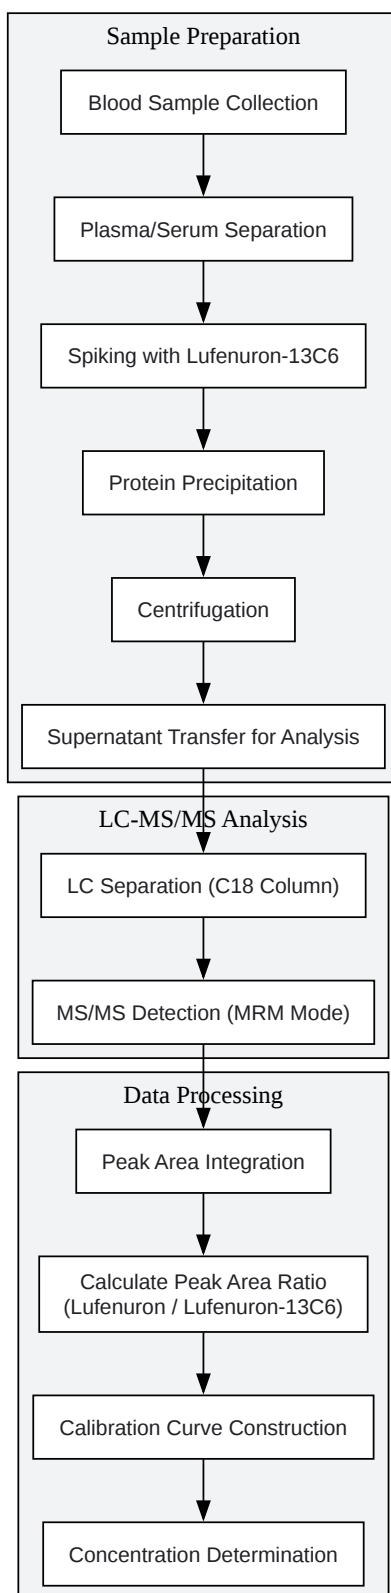 Sample Preparation
Blood Sample Collection
Plasma/Serum Separation
Spiking with Lufenuron-13C6
Protein Precipitation
Centrifugation
Supernatant Transfer for Analysis
LC-MS/MS Analysis
LC Separation (C18 Column)
MS/MS Detection (MRM Mode)
Data Processing
Peak Area Integration
Calculate Peak Area Ratio
(Lufenuron / Lufenuron-13C6)
Calibration Curve Construction
Concentration Determination